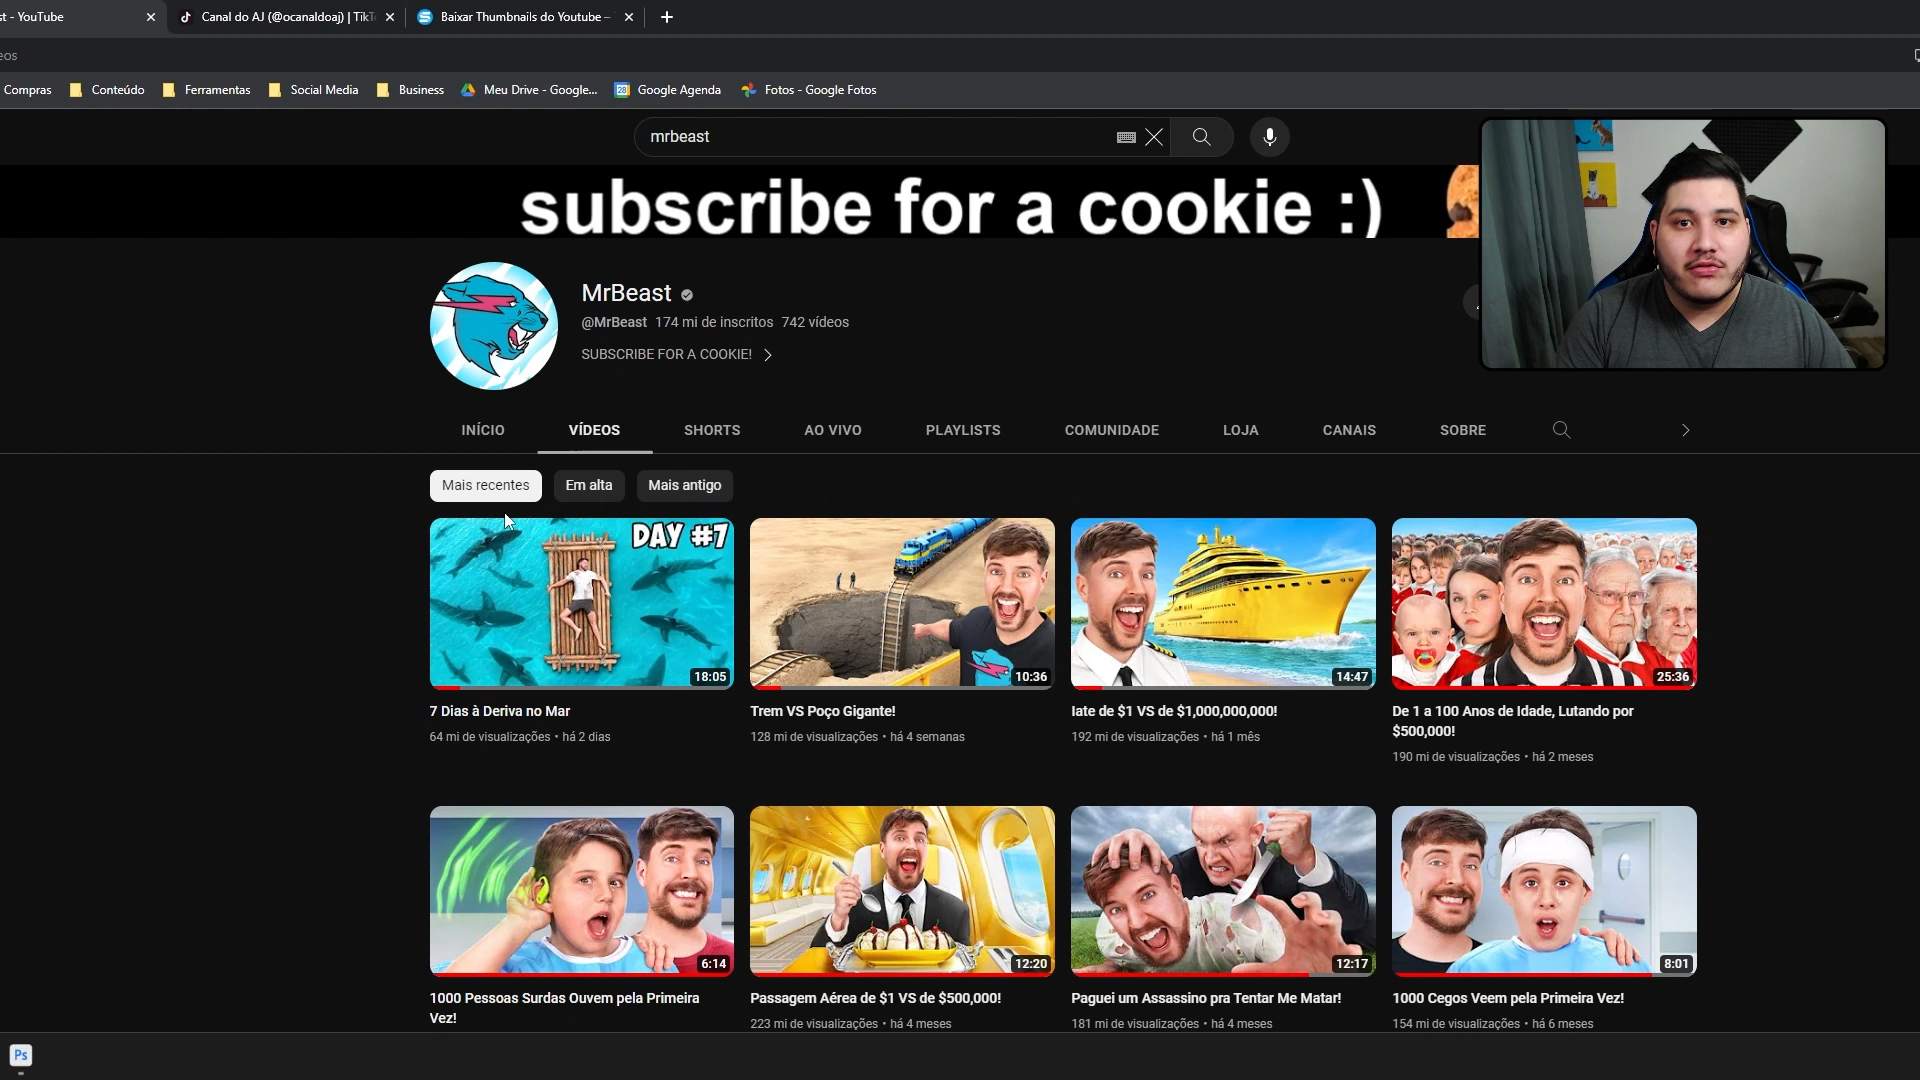 st - YouTube
Canal do AJ (@ocanaldoaj) | TikT
Baixar Thumbnails do Youtube –
eos
Compras
Conteúdo
Ferramentas
Social Media
Business
Meu Drive - Google...
28
Google Agenda
Fotos - Google Fotos
mrbeast
subscribe for a cookie :)
MrBeast
@MrBeast 174 mi de inscritos 742 vídeos
SUBSCRIBE FOR A COOKIE!
INÍCIO
VÍDEOS
SHORTS
AO VIVO
PLAYLISTS
COMUNIDADE
LOJA
CANAIS
SOBRE
Mais recentes
Em alta
Mais antigo
DAY #7
18:05
10:36
14:47
25:36
7 Dias à Deriva no Mar
64 mi de visualizações • há 2 dias
Trem VS Poço Gigante!
128 mi de visualizações • há 4 semanas
Iate de $1 VS de $1,000,000,000!
192 mi de visualizações • há 1 mês
De 1 a 100 Anos de Idade, Lutando por
$500,000!
190 mi de visualizações • há 2 meses
6:14
12:20
12:17
8:01
1000 Pessoas Surdas Ouvem pela Primeira
Vez!
Passagem Aérea de $1 VS de $500,000!
223 mi de visualizações • há 4 meses
Paguei um Assassino pra Tentar Me Matar!
181 mi de visualizações • há 4 meses
1000 Cegos Veem pela Primeira Vez!
154 mi de visualizações • há 6 meses
Ps